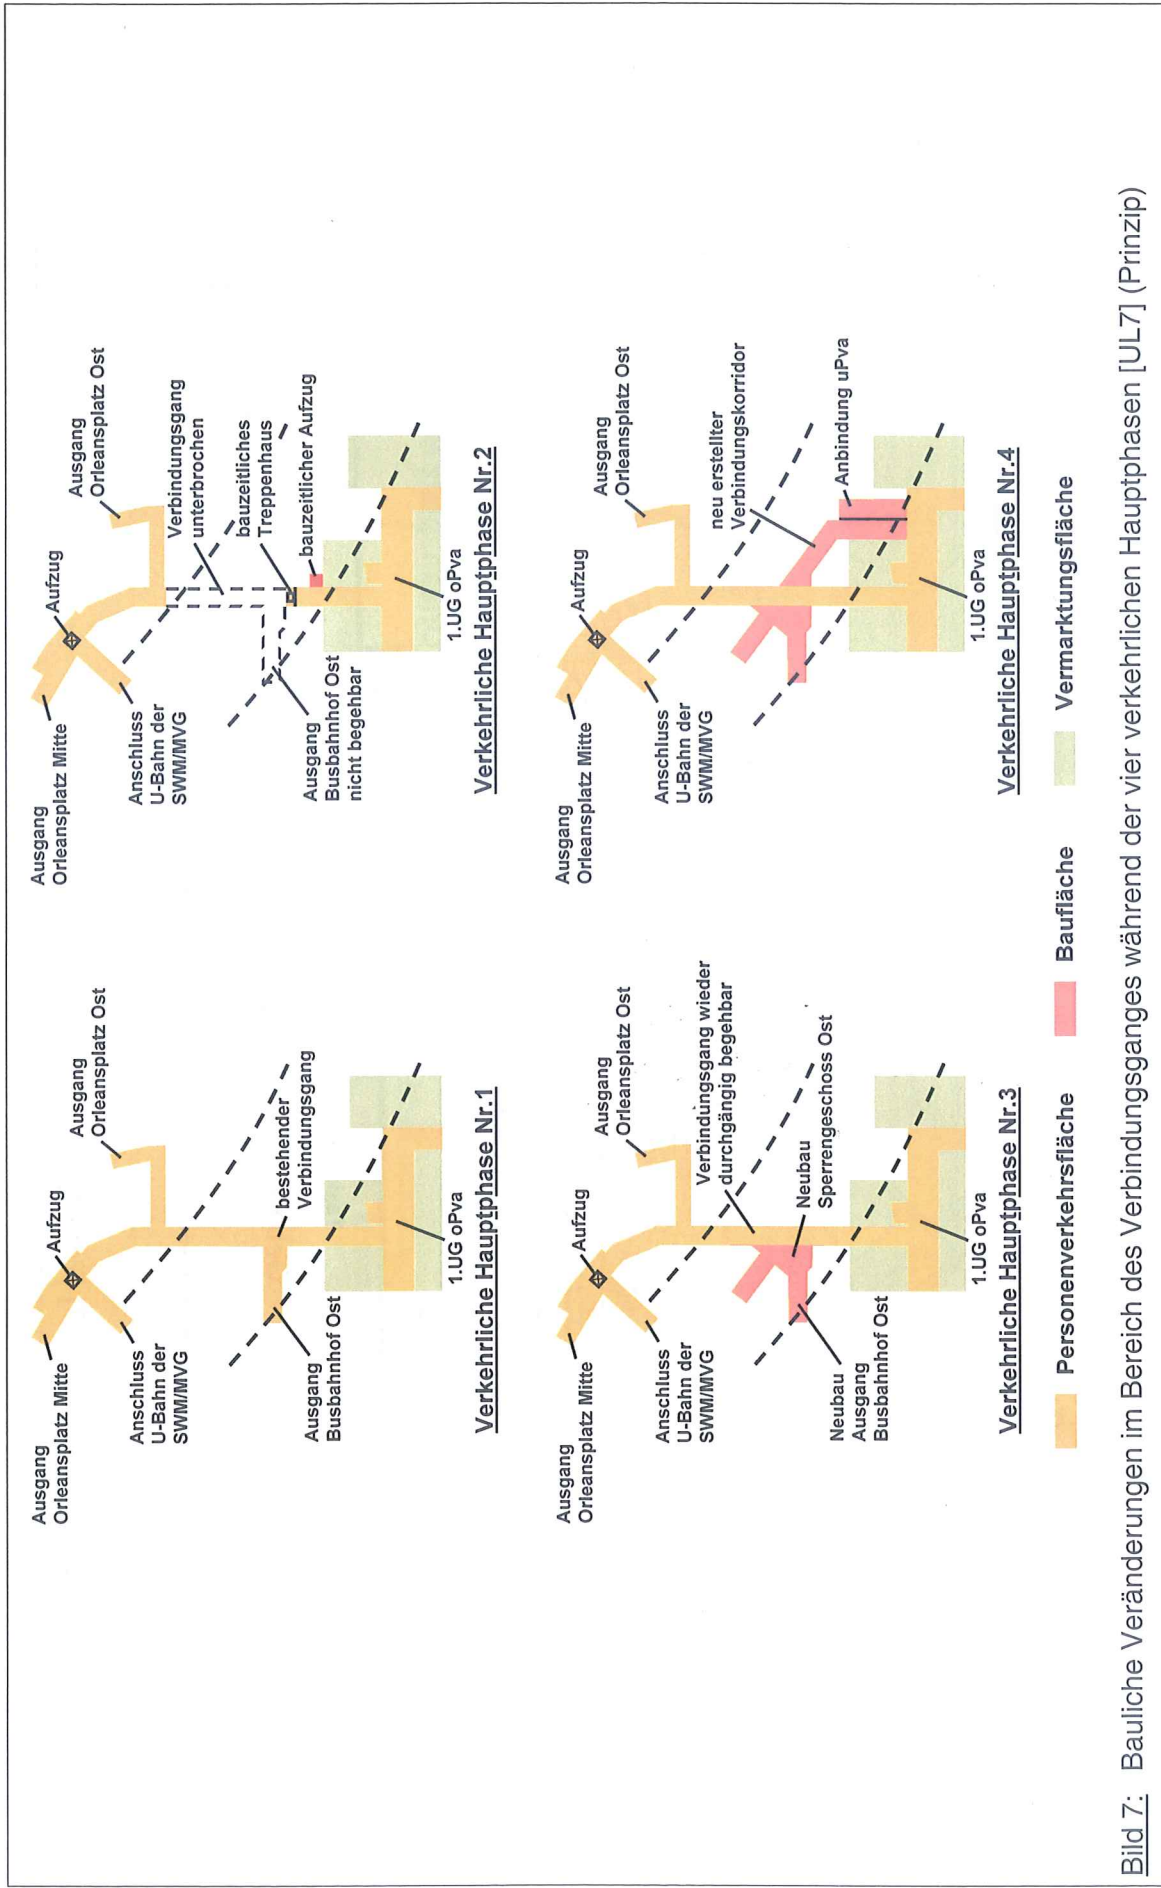 Ausgang
Orleansplatz Mitte
Aufzug
Ausgang
Orleansplatz Ost
Anschluss
U-Bahn der
SWM/MVG
bestehender
Verbindungsgang
Ausgang
Busbahnhof Ost
1.UG oPva
Verkehrliche Hauptphase Nr.1
Ausgang
Orleansplatz Mitte
Aufzug
Ausgang
Orleansplatz Ost
Anschluss
U-Bahn der
SWM/MVG
Verbindungsgang
unterbrochen
bauzeitliches
Treppenhaus
bauzeitlicher Aufzug
Ausgang
Busbahnhof Ost
nicht begehbar
1.UG oPva
Verkehrliche Hauptphase Nr.2
Ausgang
Orleansplatz Mitte
Aufzug
Ausgang
Orleansplatz Ost
Anschluss
U-Bahn der
SWM/MVG
Verbindungsgang wieder
durchgängig begehbar
Neubau
Sperrengeschoss Ost
Neubau
Ausgang
Busbahnhof Ost
1.UG oPva
Verkehrliche Hauptphase Nr.3
Ausgang
Orleansplatz Mitte
Aufzug
Ausgang
Orleansplatz Ost
Anschluss
U-Bahn der
SWM/MVG
neu erstellter
Verbindungskorridor
Anbindung uPva
1.UG oPva
Verkehrliche Hauptphase Nr.4
Personenverkehrsfläche
Baufläche
Vermarktungsfläche
Bild 7: Bauliche Veränderungen im Bereich des Verbindungsganges während der vier verkehrlichen Hauptphasen [UL7] (Prinzip)